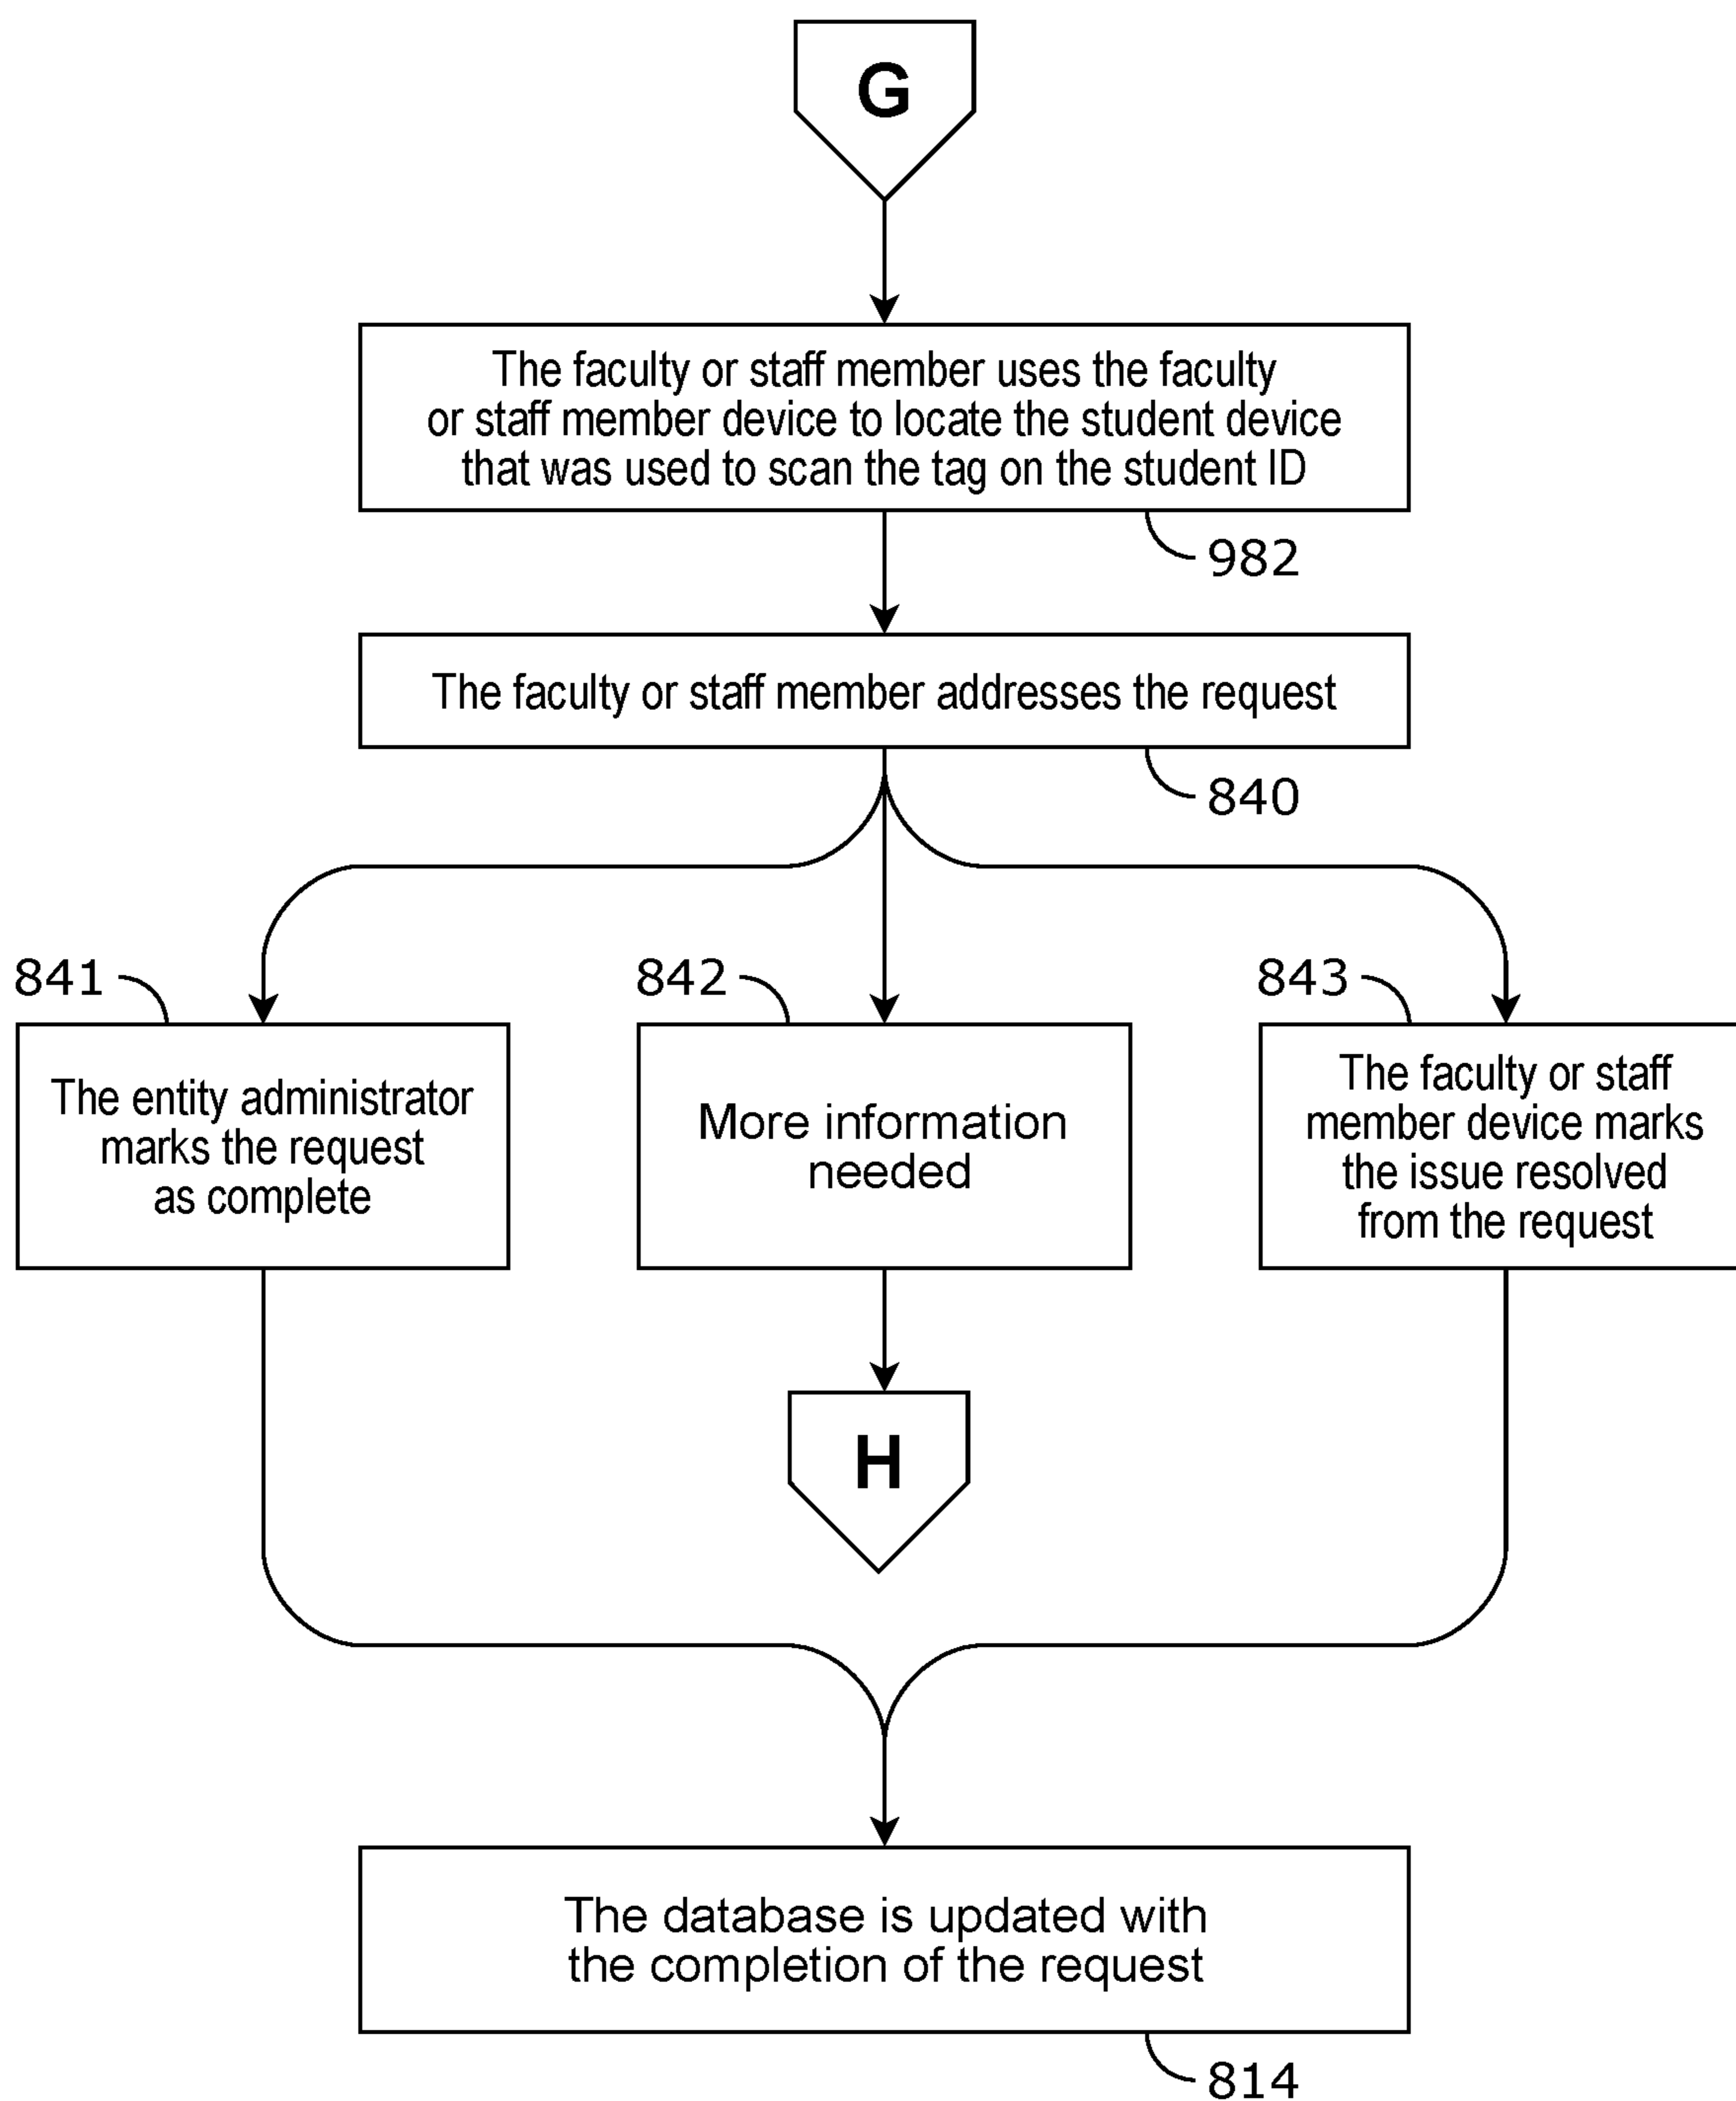 G
The faculty or staff member uses the faculty
or staff member device to locate the student device
that was used to scan the tag on the student ID
982
The faculty or staff member addresses the request
840
841
The entity administrator
marks the request
as complete
842
More information
needed
843
The faculty or staff
member device marks
the issue resolved
from the request
H
The database is updated with
the completion of the request
814